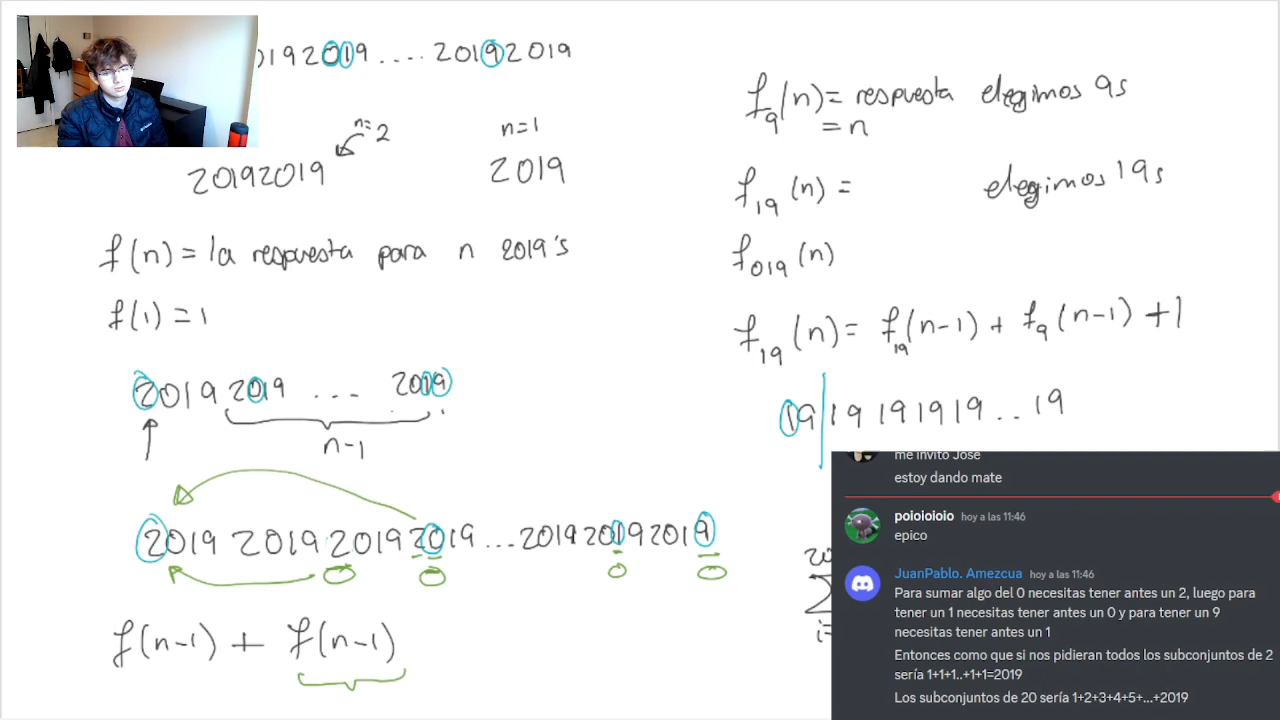 019 2019 .... 2019 2019
n=2
20192019
n=1
2019
f(n) = la respuesta para n 2019's
f(1) = 1
2019 2019 ... 2019
n-1
2019 2019 2019 2019 ... 2019 2019 2019
f(n-1) + f(n-1)
f9(n) = respuesta elegimos 9s
= n
f19(n) = elegimos 19s
f019(n)
f19(n) = f19(n-1) + f9(n-1) + 1
19 19 19 19 19 .. 19
20
Σ
i=
me invitó Jose
estoy dando mate
poioioioio hoy a las 11:46
epico
JuanPablo. Amezcua hoy a las 11:46
Para sumar algo del 0 necesitas tener antes un 2, luego para
tener un 1 necesitas tener antes un 0 y para tener un 9
necesitas tener antes un 1
Entonces como que si nos pidieran todos los subconjuntos de 2
sería 1+1+1..+1+1=2019
Los subconjuntos de 20 sería 1+2+3+4+5+...+2019